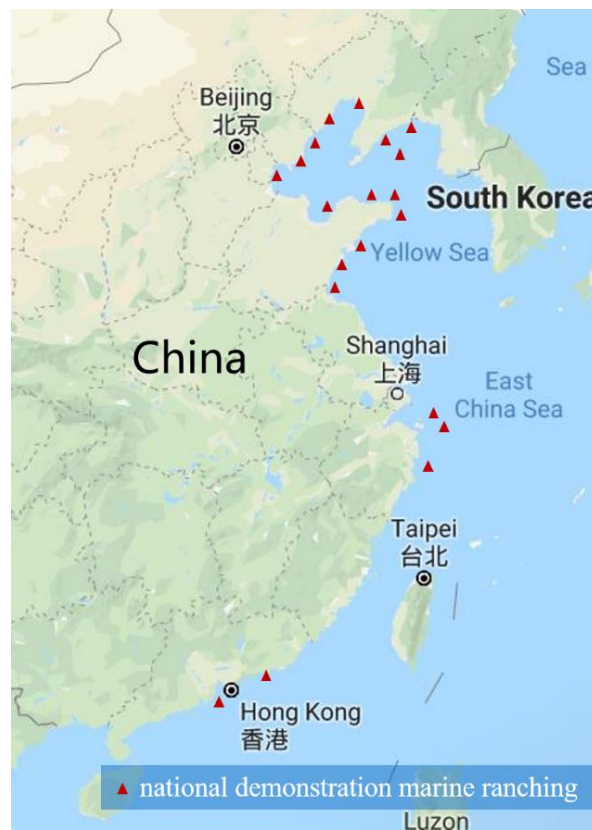 Sea
Beijing
北京
South Korea
Yellow Sea
China
Shanghai
上海
East
China Sea
Taipei
台北
Hong Kong
香港
national demonstration marine ranching
Luzon